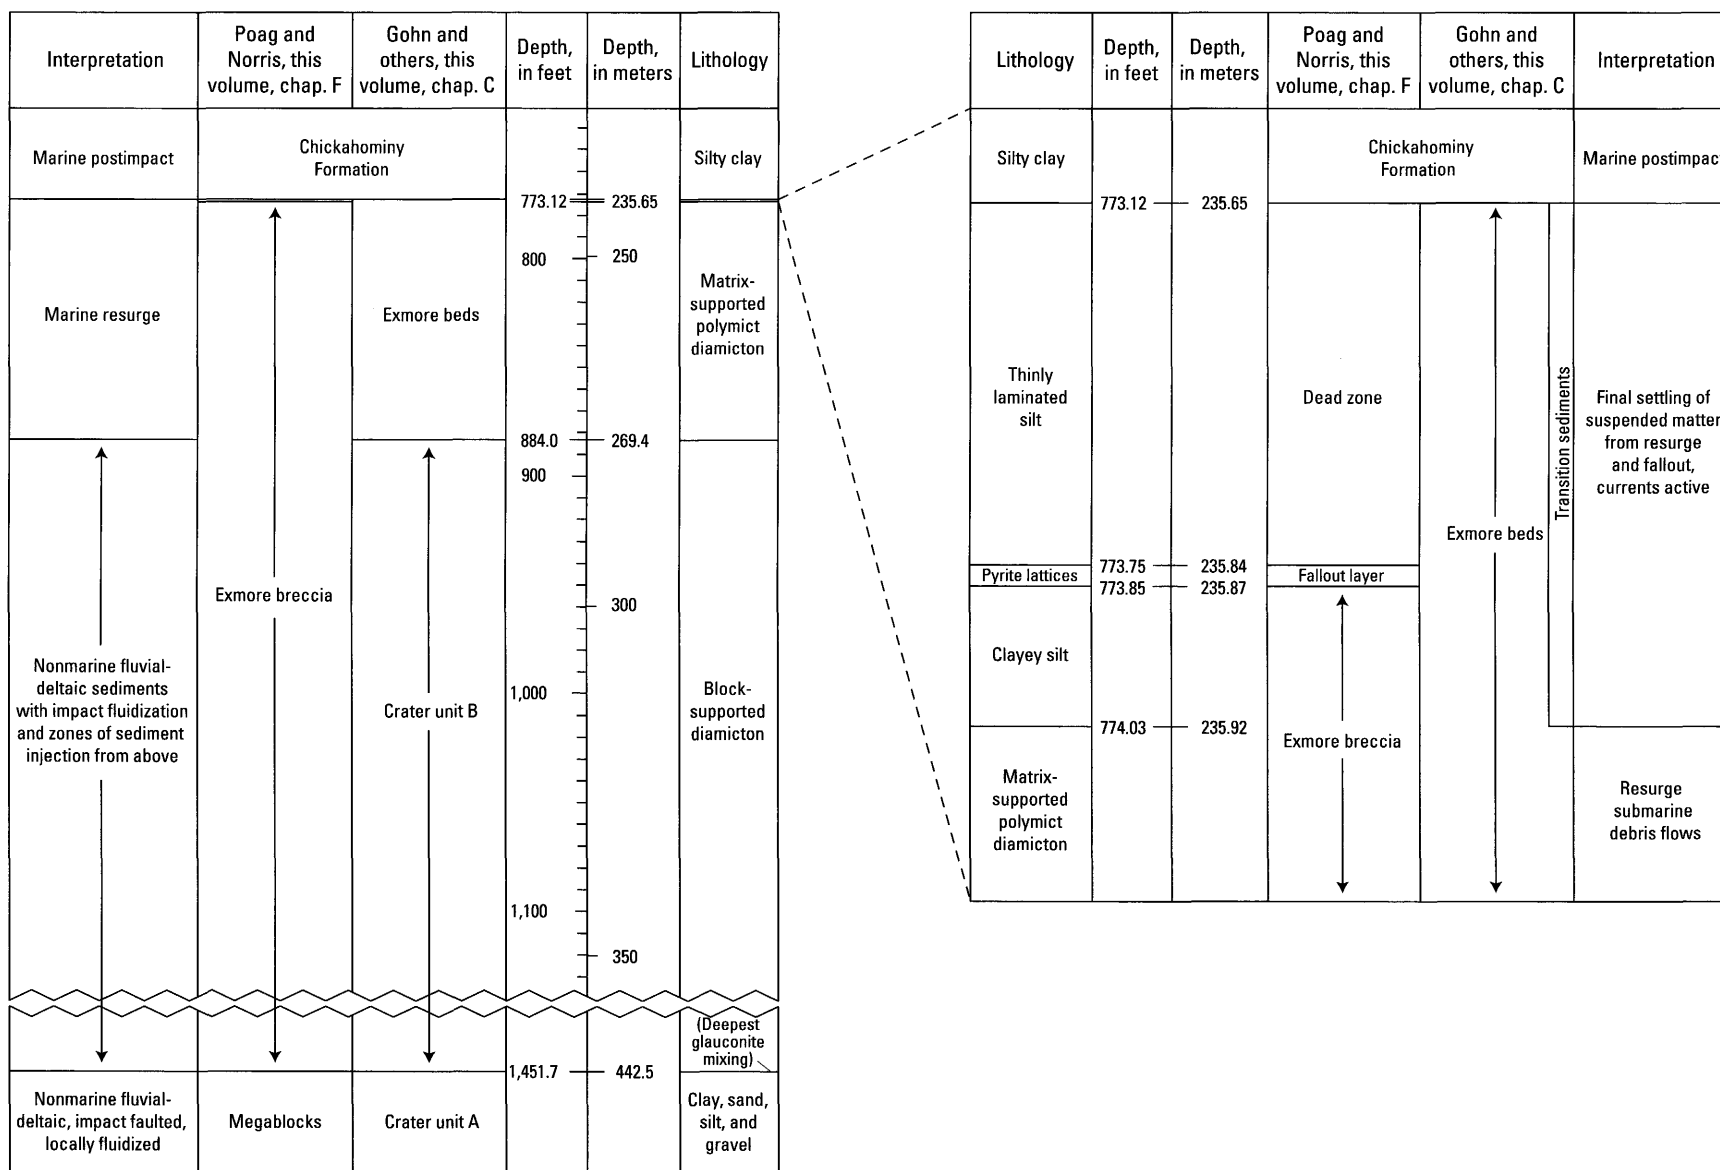 Interpretation
Poag and
Norris, this
volume, chap. F
Gohn and
others, this
volume, chap. C
Depth,
in feet
Depth,
in meters
Lithology
Marine postimpact
Chickahominy
Formation
Silty clay
773.12
235.65
Marine resurge
Exmore beds
800
250
Matrix-
supported
polymict
diamicton
884.0
269.4
900
Exmore breccia
300
Nonmarine fluvial-
deltaic sediments
with impact fluidization
and zones of sediment
injection from above
Crater unit B
1,000
Block-
supported
diamicton
1,100
350
(Deepest
glauconite
mixing)
1,451.7
442.5
Nonmarine fluvial-
deltaic, impact faulted,
locally fluidized
Megablocks
Crater unit A
Clay, sand,
silt, and
gravel
Lithology
Depth,
in feet
Depth,
in meters
Poag and
Norris, this
volume, chap. F
Gohn and
others, this
volume, chap. C
Interpretation
Silty clay
Chickahominy
Formation
Marine postimpact
773.12
235.65
Thinly
laminated
silt
Dead zone
Exmore beds
Transition sediments
Final settling of
suspended matter
from resurge
and fallout,
currents active
773.75
235.84
Pyrite lattices
Fallout layer
773.85
235.87
Clayey silt
774.03
235.92
Exmore breccia
Matrix-
supported
polymict
diamicton
Resurge
submarine
debris flows